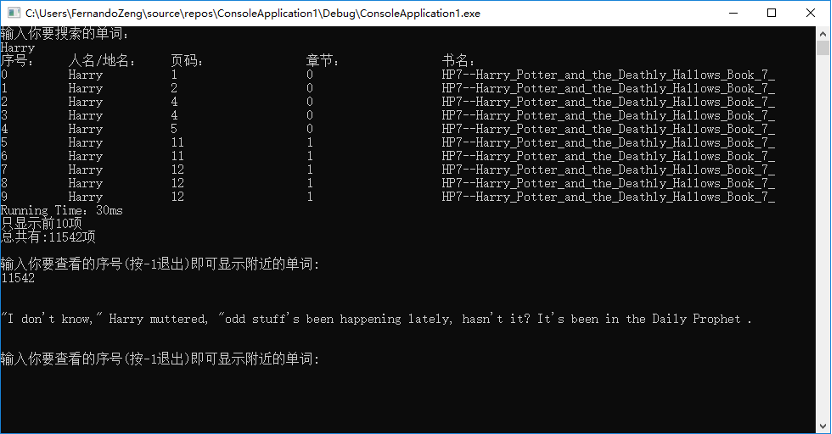 C:\Users\FernandoZeng\source\repos\ConsoleApplication1\Debug\ConsoleApplication1.exe
输入你要搜索的单词:
Harry
序号: 人名/地名: 页码: 章节: 书名:
0 Harry 1 0 HP7--Harry_Potter_and_the_Deathly_Hallows_Book_7_
1 Harry 2 0 HP7--Harry_Potter_and_the_Deathly_Hallows_Book_7_
2 Harry 4 0 HP7--Harry_Potter_and_the_Deathly_Hallows_Book_7_
3 Harry 4 0 HP7--Harry_Potter_and_the_Deathly_Hallows_Book_7_
4 Harry 5 0 HP7--Harry_Potter_and_the_Deathly_Hallows_Book_7_
5 Harry 11 1 HP7--Harry_Potter_and_the_Deathly_Hallows_Book_7_
6 Harry 11 1 HP7--Harry_Potter_and_the_Deathly_Hallows_Book_7_
7 Harry 12 1 HP7--Harry_Potter_and_the_Deathly_Hallows_Book_7_
8 Harry 12 1 HP7--Harry_Potter_and_the_Deathly_Hallows_Book_7_
9 Harry 12 1 HP7--Harry_Potter_and_the_Deathly_Hallows_Book_7_
Running Time: 30ms
只显示前10项
总共有:11542项
输入你要查看的序号(按-1退出)即可显示附近的单词:
11542
"I don't know," Harry muttered, "odd stuff's been happening lately, hasn't it? It's been in the Daily Prophet .
输入你要查看的序号(按-1退出)即可显示附近的单词: